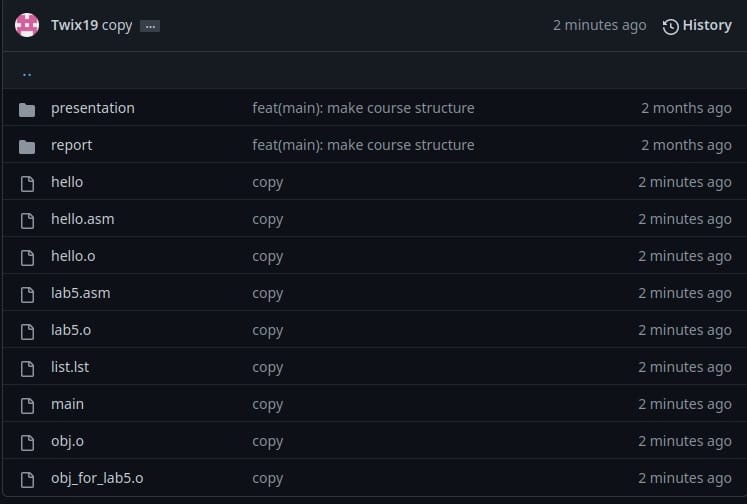 Twix19 copy ... 2 minutes ago History
..
presentation feat(main): make course structure 2 months ago
report feat(main): make course structure 2 months ago
hello copy 2 minutes ago
hello.asm copy 2 minutes ago
hello.o copy 2 minutes ago
lab5.asm copy 2 minutes ago
lab5.o copy 2 minutes ago
list.lst copy 2 minutes ago
main copy 2 minutes ago
obj.o copy 2 minutes ago
obj_for_lab5.o copy 2 minutes ago